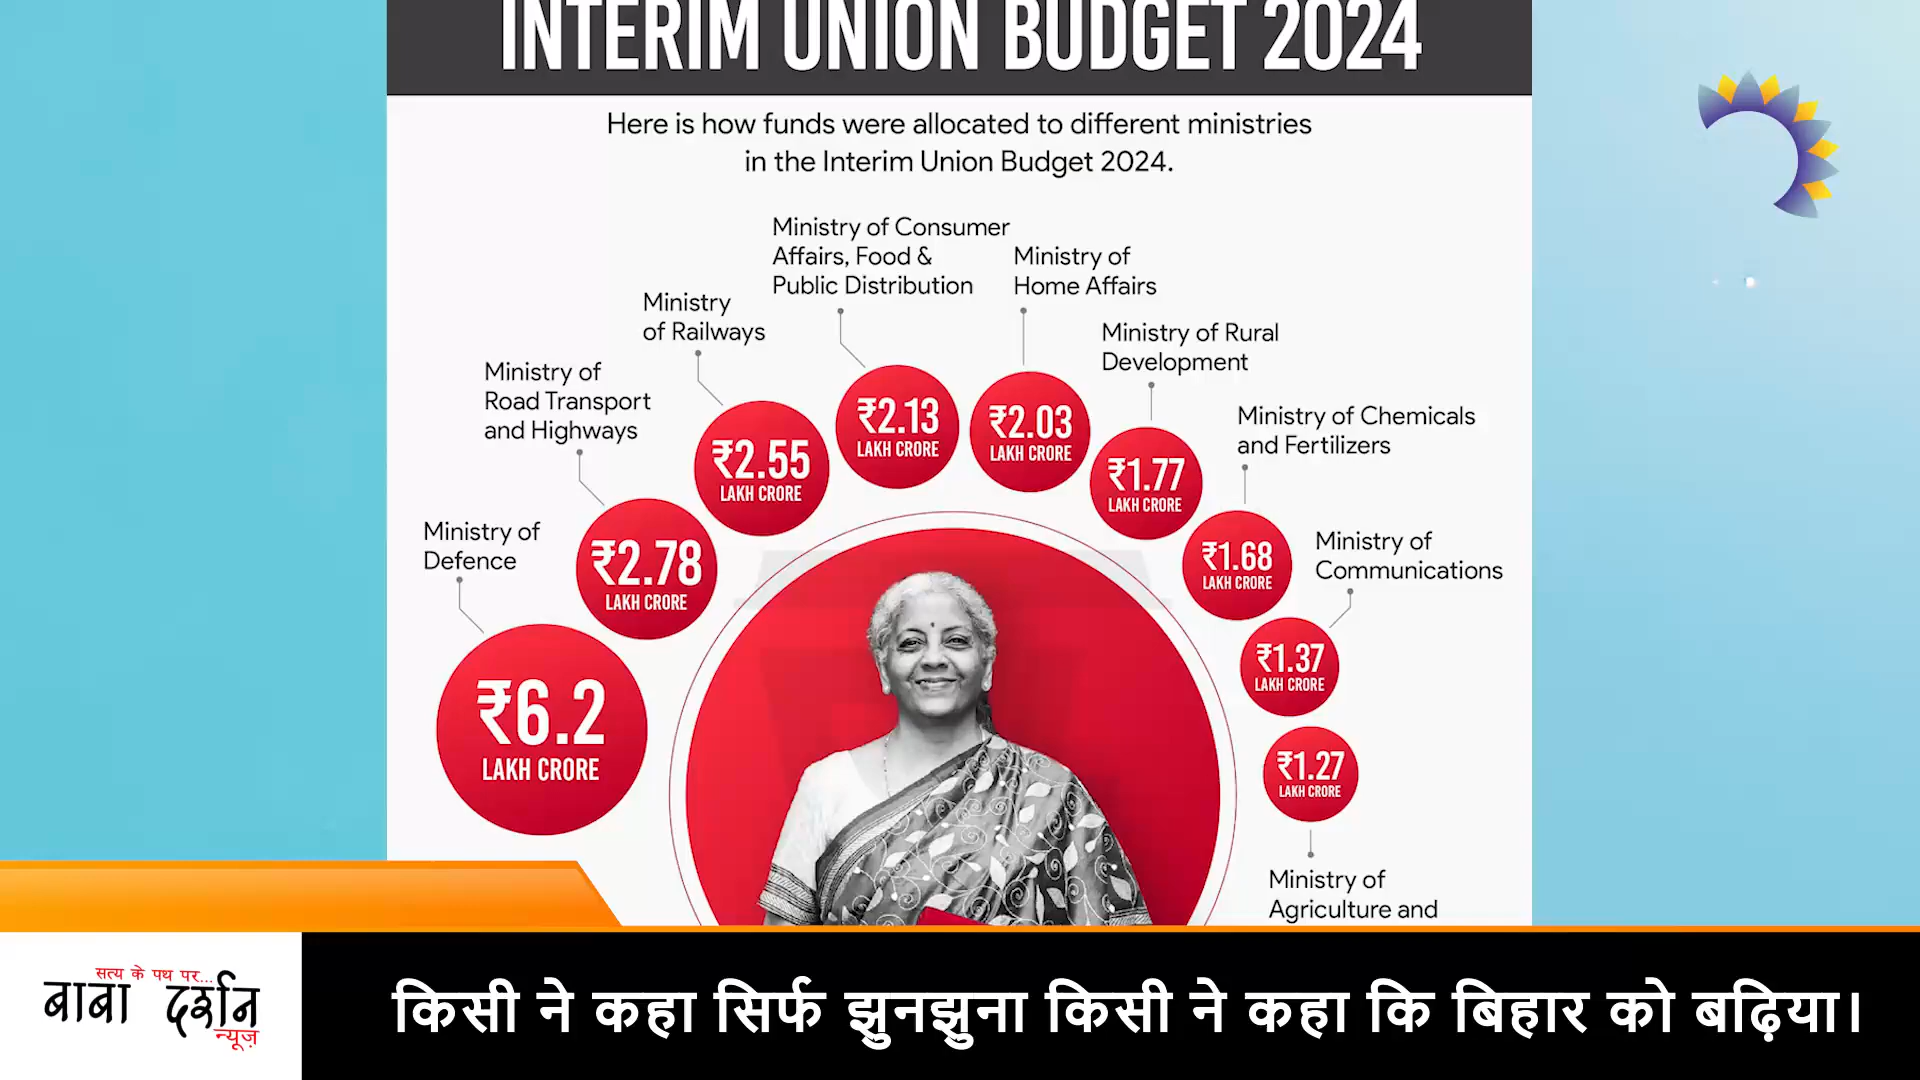 INTERIM UNION BUDGET 2024
Here is how funds were allocated to different ministries
in the Interim Union Budget 2024.
Ministry of Consumer
Affairs, Food &
Public Distribution
Ministry of
Home Affairs
Ministry
of Railways
Ministry of Rural
Development
Ministry of
Road Transport
and Highways
Ministry of Chemicals
and Fertilizers
Ministry of
Defence
Ministry of
Communications
₹6.2
LAKH CRORE
₹2.78
LAKH CRORE
₹2.55
LAKH CRORE
₹2.13
LAKH CRORE
₹2.03
LAKH CRORE
₹1.77
LAKH CRORE
₹1.68
LAKH CRORE
₹1.37
LAKH CRORE
₹1.27
LAKH CRORE
Ministry of
Agriculture and
सत्य के पथ पर...
बाबा दर्शन
न्यूज़
किसी ने कहा सिर्फ झुनझुना किसी ने कहा कि बिहार को बढ़िया।